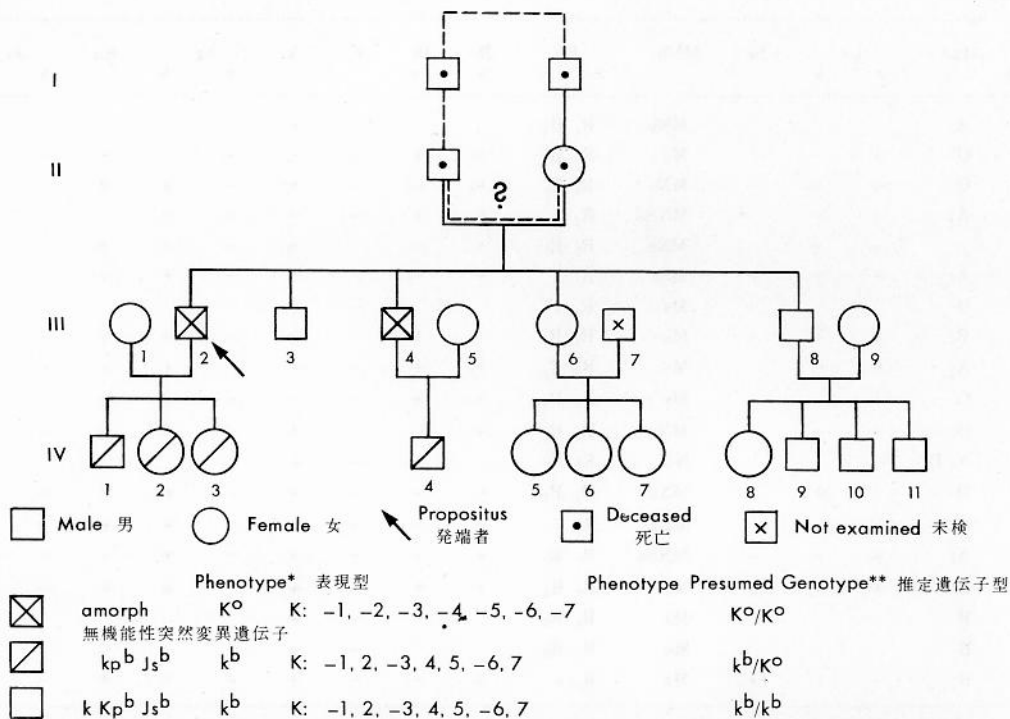 I
II
?
III
1 2 3 4 5 6 7 8 9
IV
1 2 3 4 5 6 7 8 9 10 11
Male 男 Female 女 Propositus 発端者 Deceased 死亡 Not examined 未検
Phenotype* 表現型 Phenotype Presumed Genotype** 推定遺伝子型
amorph K° K: −1, −2, −3, −4, −5, −6, −7 K°/K°
無機能性突然変異遺伝子
kp^b Js^b k^b K: −1, 2, −3, 4, 5, −6, 7 k^b/K°
k Kp^b Js^b k^b K: −1, 2, −3, 4, 5, −6, 7 k^b/k^b